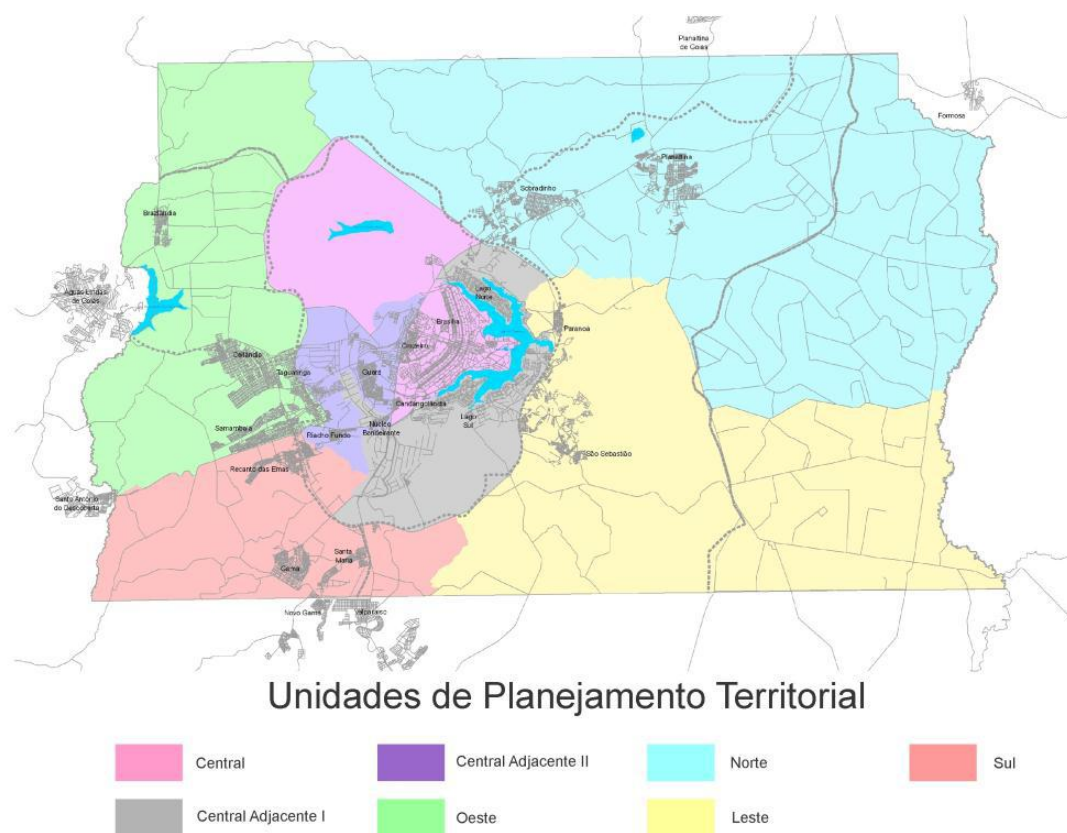 Planaltina
de Goiás
Formosa
Planaltina
Sobradinho
Brazlândia
Águas Lindas
de Goiás
Lago
Norte
Brasília
Paranoá
Cruzeiro
Ceilândia
Taguatinga
Guará
Candangolândia
Lago
Sul
Núcleo
Bandeirante
Samambaia
Riacho Fundo
Recanto das Emas
São Sebastião
Santo Antônio
do Descoberto
Santa
Maria
Gama
Novo Gama
Valparaíso
Unidades de Planejamento Territorial
Central
Central Adjacente II
Norte
Sul
Central Adjacente I
Oeste
Leste